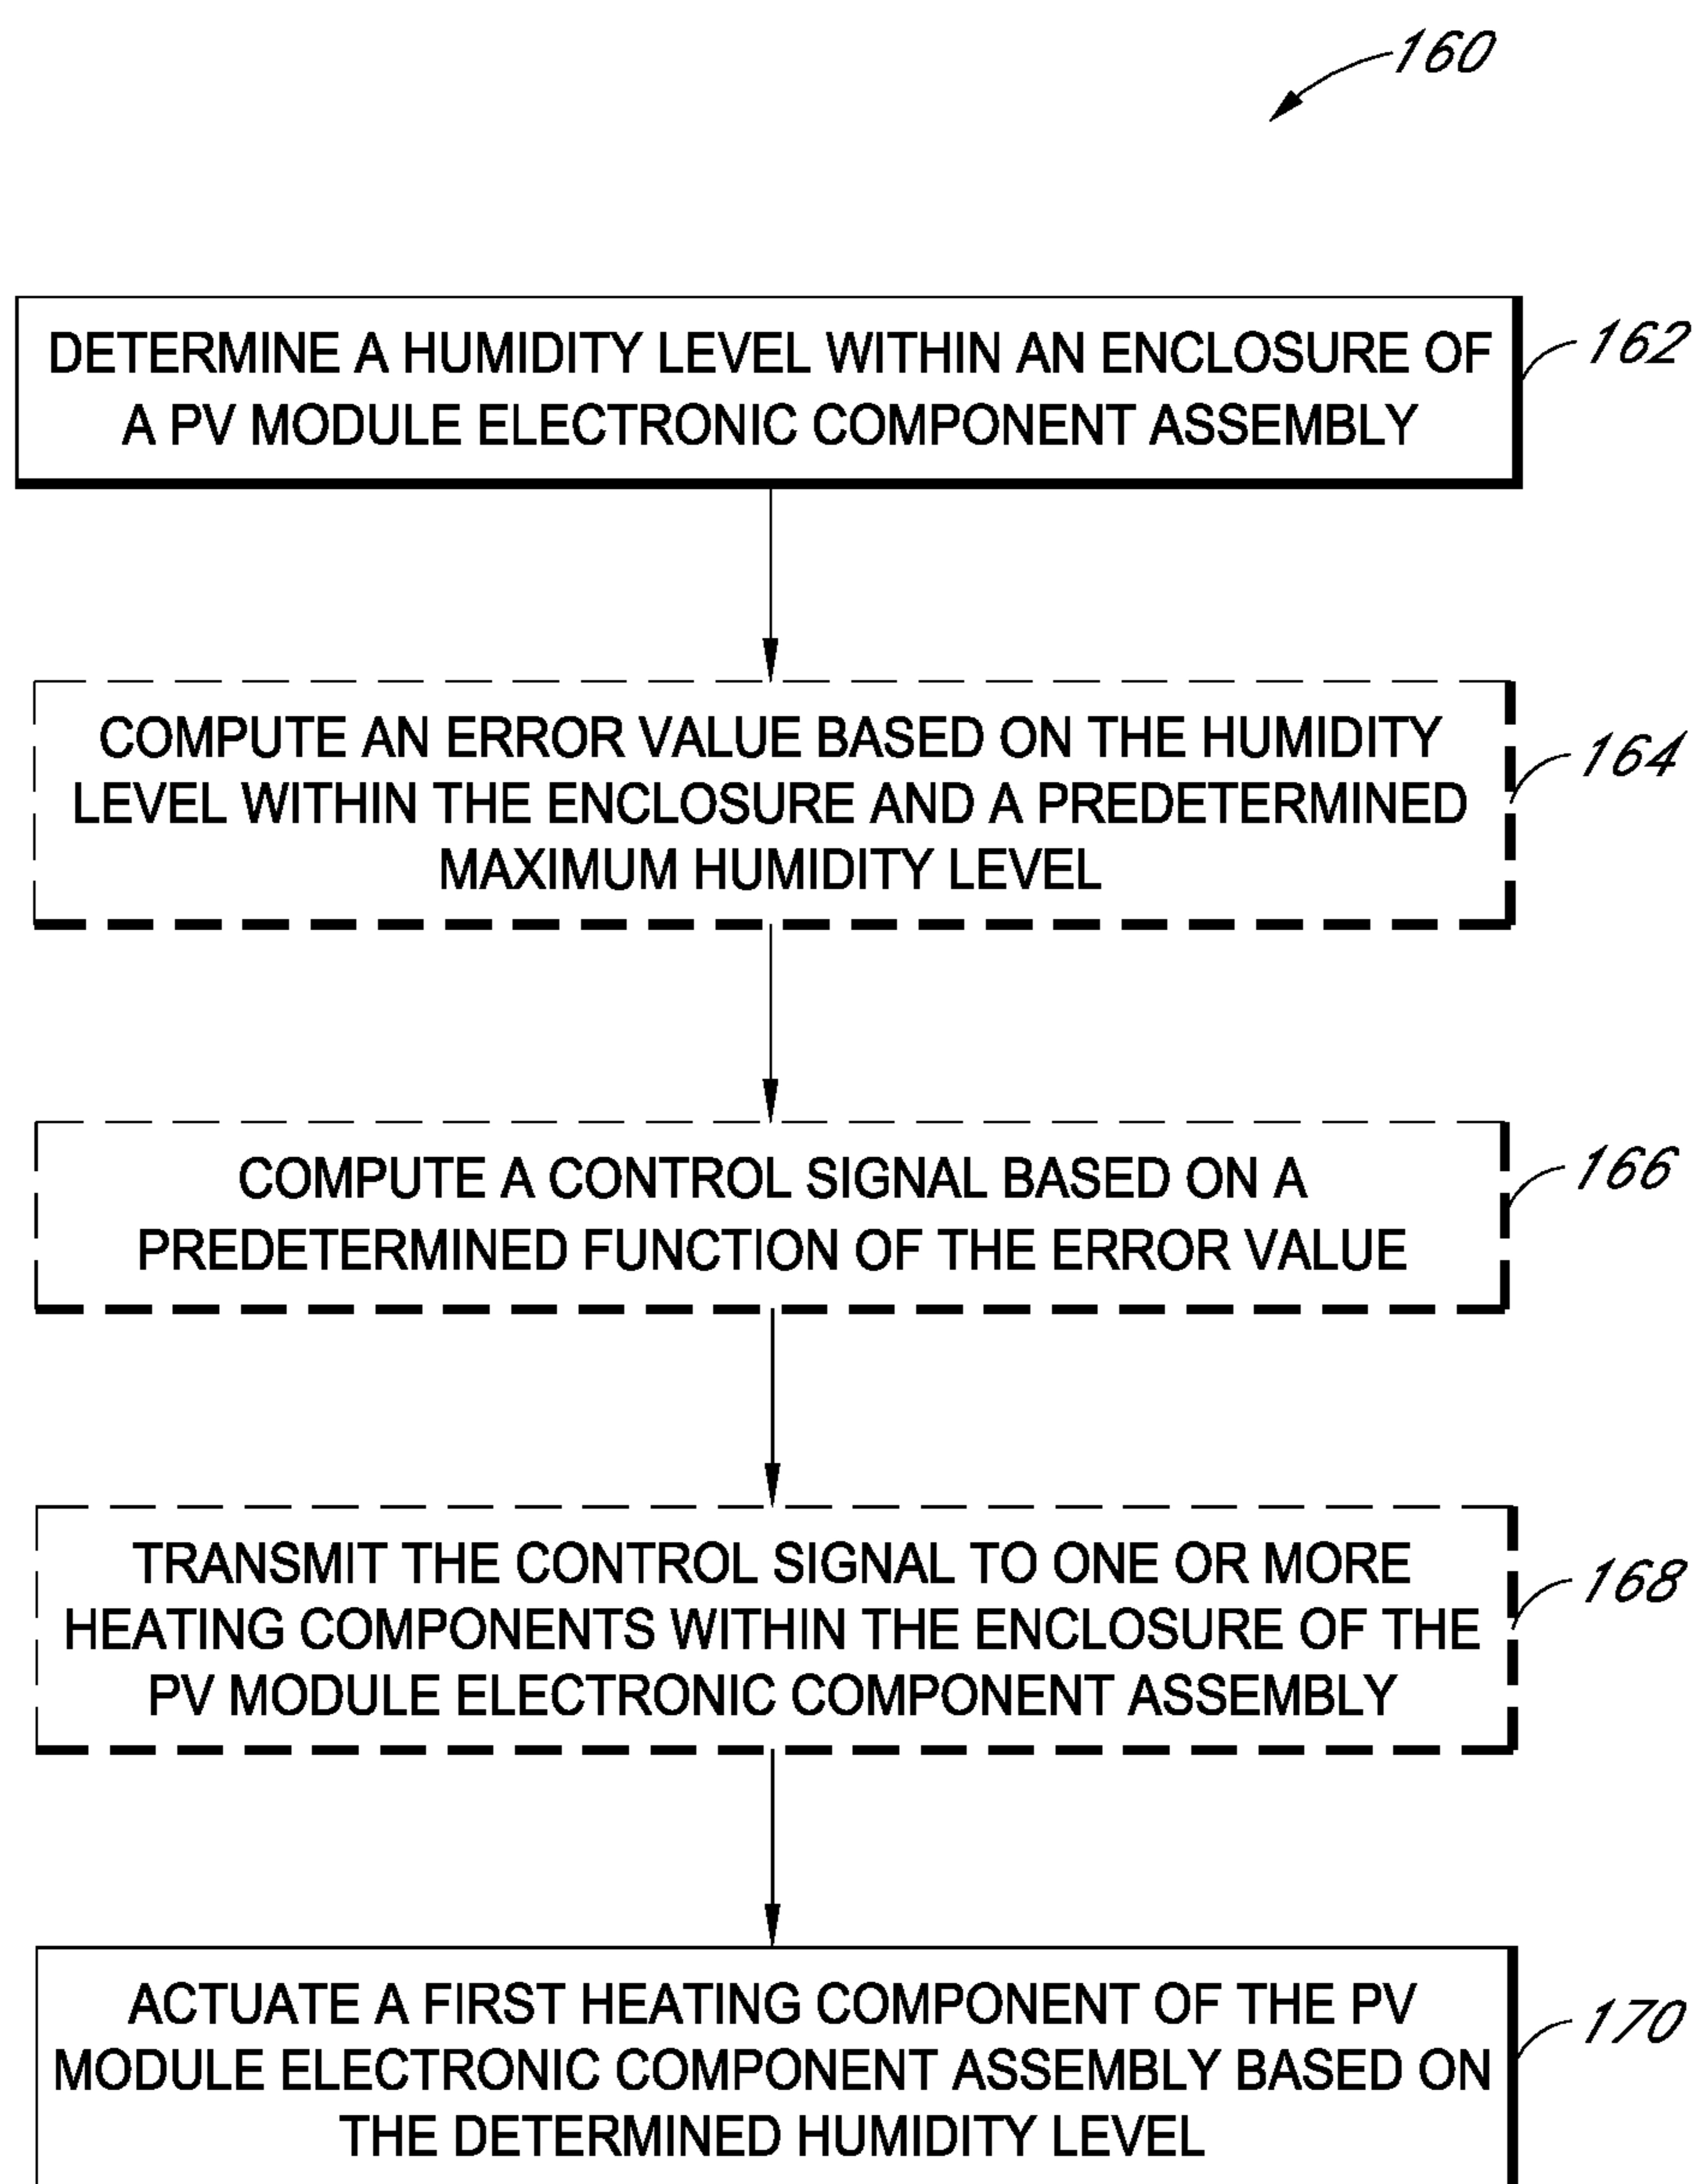 160
DETERMINE A HUMIDITY LEVEL WITHIN AN ENCLOSURE OF
A PV MODULE ELECTRONIC COMPONENT ASSEMBLY
162
COMPUTE AN ERROR VALUE BASED ON THE HUMIDITY
LEVEL WITHIN THE ENCLOSURE AND A PREDETERMINED
MAXIMUM HUMIDITY LEVEL
164
COMPUTE A CONTROL SIGNAL BASED ON A
PREDETERMINED FUNCTION OF THE ERROR VALUE
166
TRANSMIT THE CONTROL SIGNAL TO ONE OR MORE
HEATING COMPONENTS WITHIN THE ENCLOSURE OF THE
PV MODULE ELECTRONIC COMPONENT ASSEMBLY
168
ACTUATE A FIRST HEATING COMPONENT OF THE PV
MODULE ELECTRONIC COMPONENT ASSEMBLY BASED ON
THE DETERMINED HUMIDITY LEVEL
170